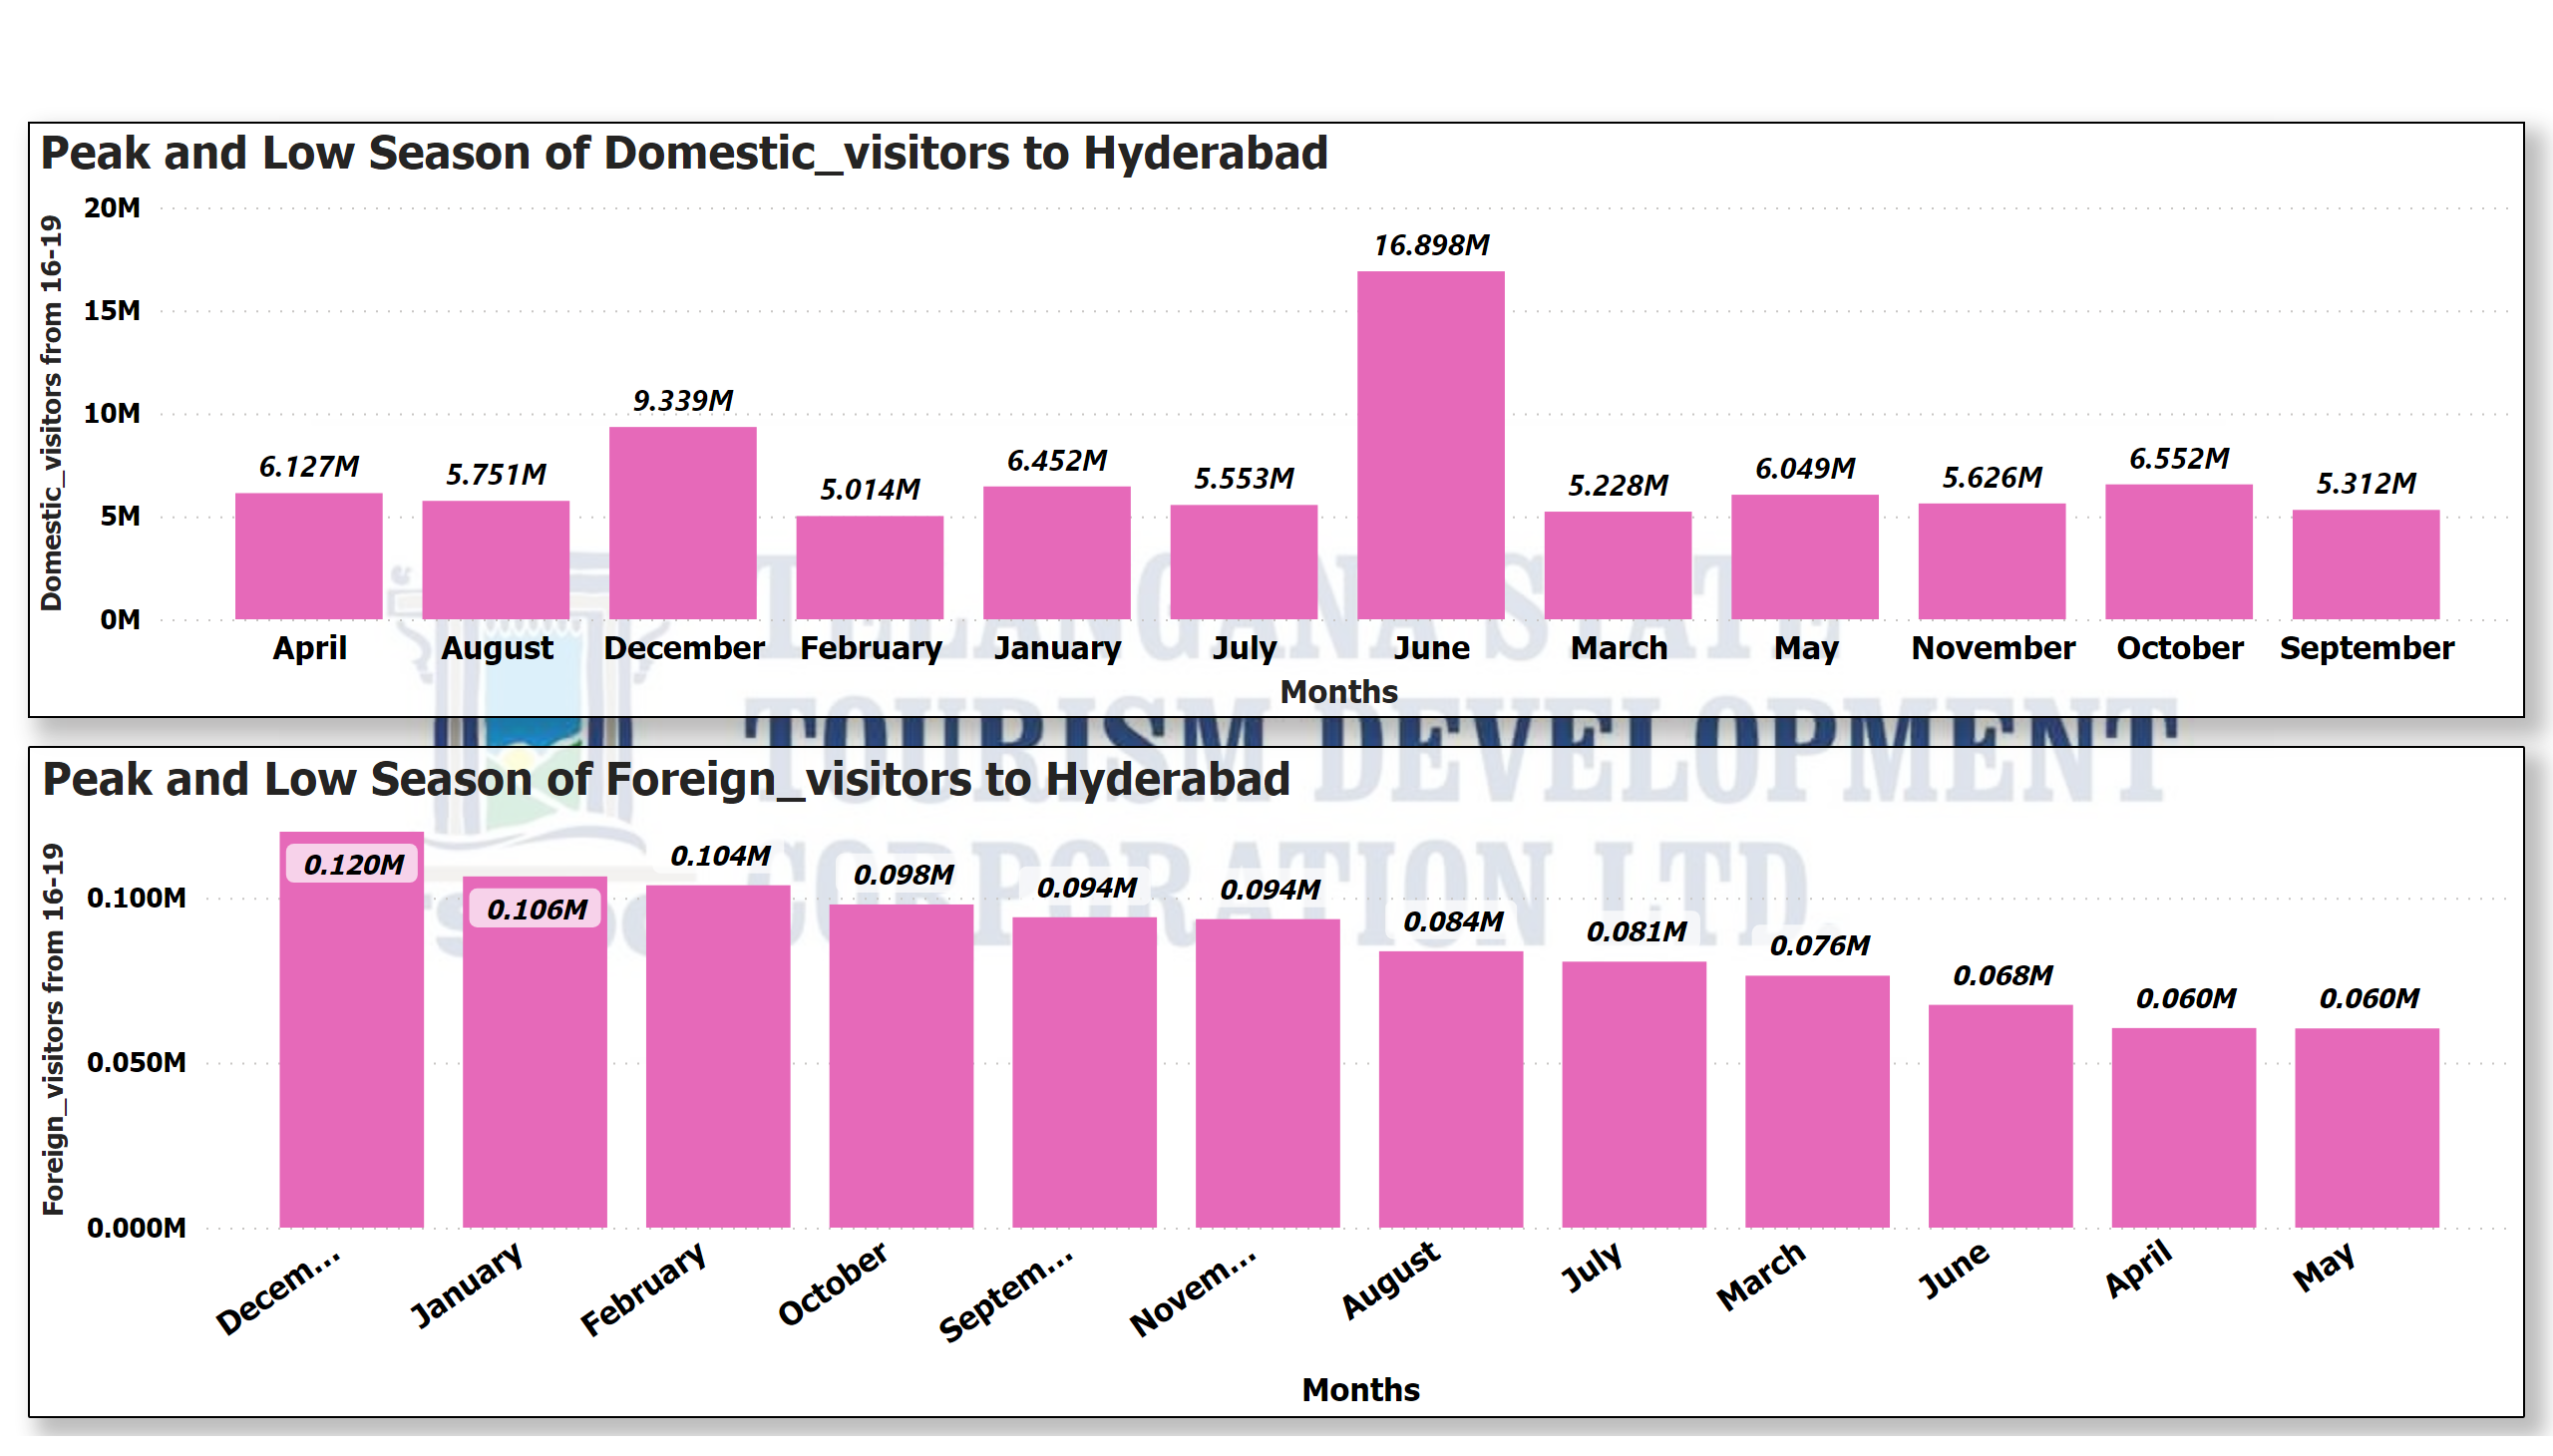 Peak and Low Season of Domestic_visitors to Hyderabad
Domestic_visitors from 16-19
20M
15M
10M
5M
0M
6.127M 5.751M 9.339M 5.014M 6.452M 5.553M 16.898M 5.228M 6.049M 5.626M 6.552M 5.312M
April August December February January July June March May November October September
Months
TELANGANA STATE
TOURISM DEVELOPMENT
CORPORATION LTD.
Peak and Low Season of Foreign_visitors to Hyderabad
Foreign_visitors from 16-19
0.100M
0.050M
0.000M
0.120M 0.106M 0.104M 0.098M 0.094M 0.094M 0.084M 0.081M 0.076M 0.068M 0.060M 0.060M
Decem... January February October Septem... Novem... August July March June April May
Months